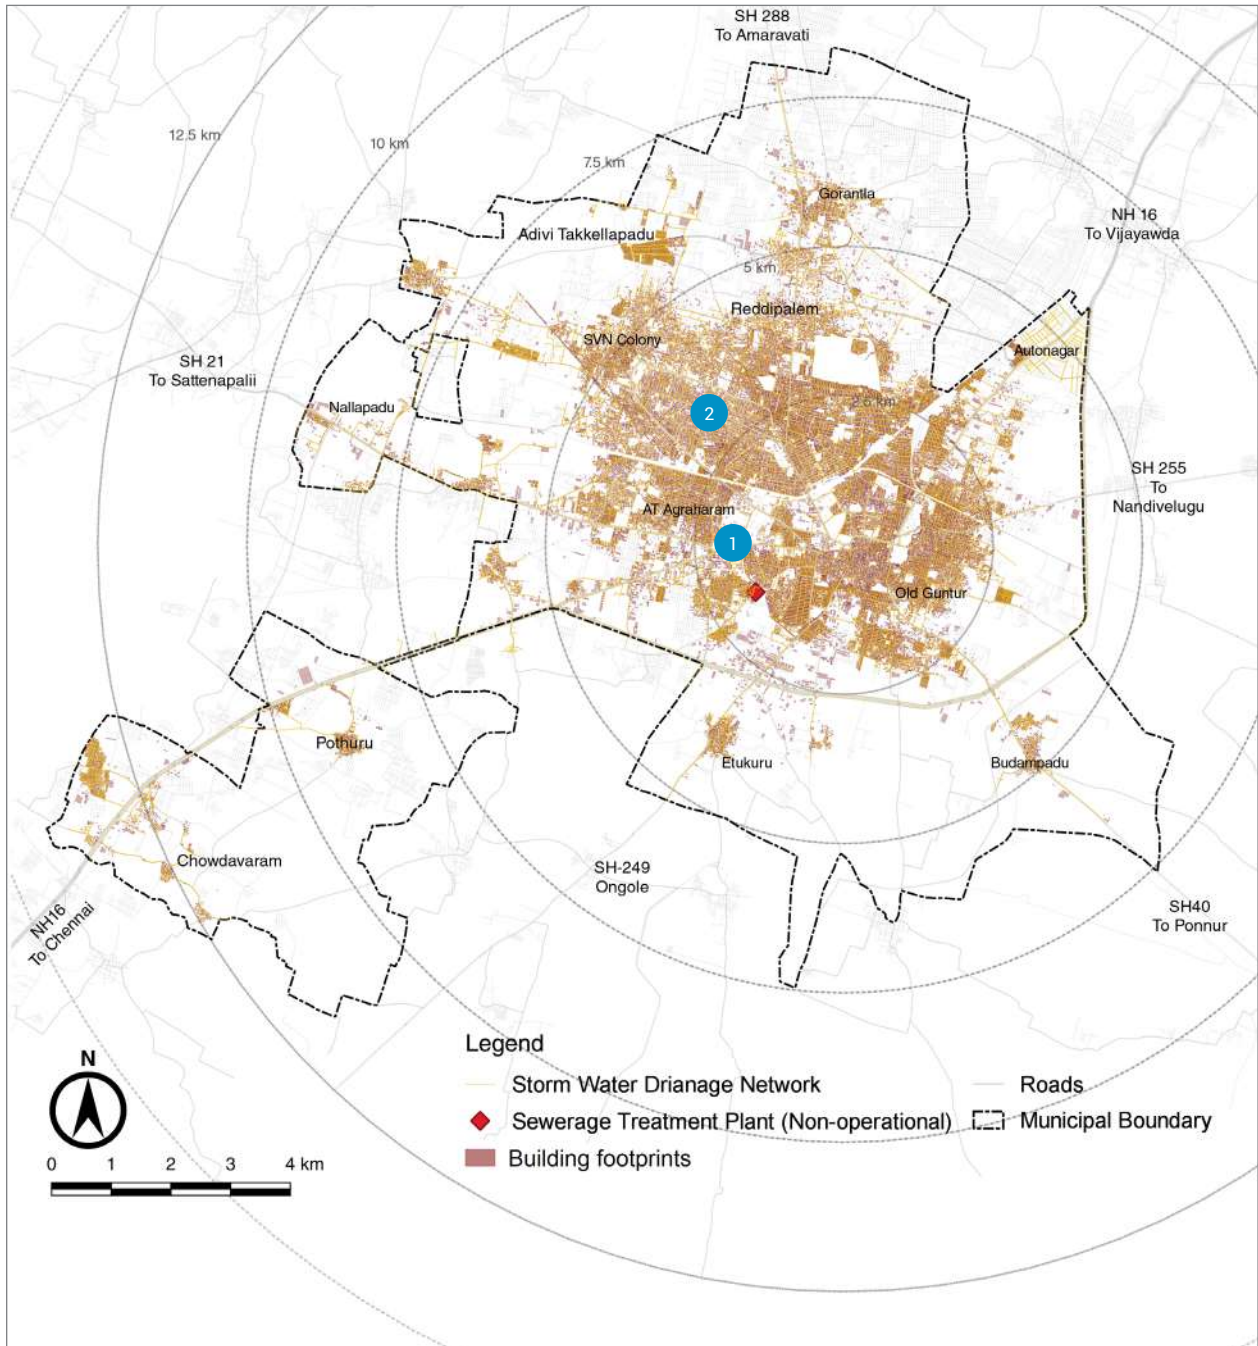 SH 288
To Amaravati
12.5 km
10 km
7.5 km
Gorantla
NH 16
To Vijayawda
Adivi Takkellapadu
5 km
Reddipalem
SVN Colony
Autonagar
SH 21
To Sattenapalii
Nallapadu
2.5 km
2
SH 255
To
Nandivelugu
AT Agraharam
1
Old Guntur
Pothuru
Etukuru
Budampadu
Chowdavaram
SH-249
Ongole
NH16
To Chennai
SH40
To Ponnur
Legend
N
Storm Water Drianage Network
Roads
Sewerage Treatment Plant (Non-operational)
Municipal Boundary
Building footprints
0 1 2 3 4 km